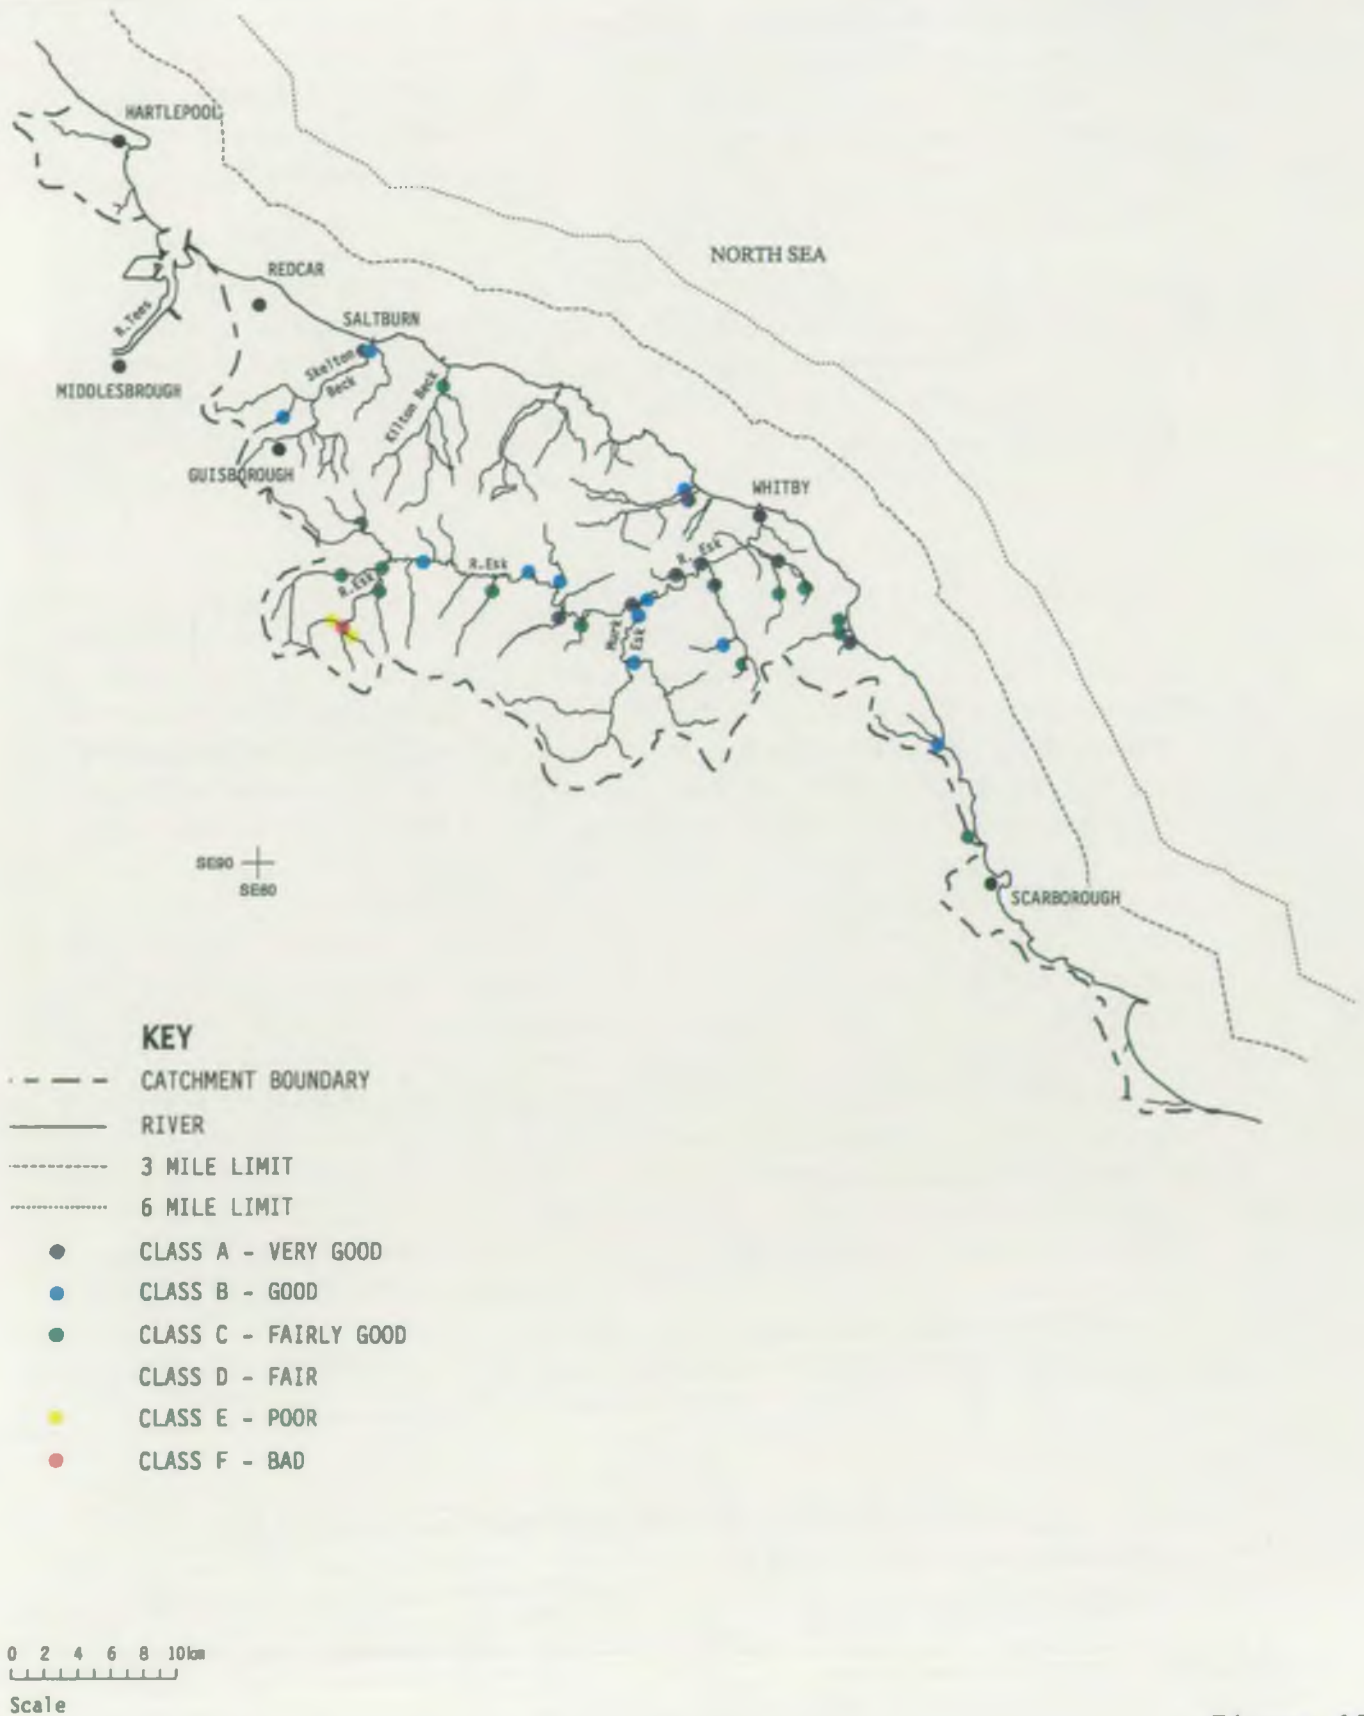 HARTLEPOOL
NORTH SEA
REDCAR
R.Tees
SALTBURN
MIDDLESBROUGH
Skelton
Beck
Kilton Beck
GUISBOROUGH
WHITBY
R.Esk
R.Esk
R. Esk
Murk
Esk
SE90
SE60
SCARBOROUGH
KEY
CATCHMENT BOUNDARY
RIVER
3 MILE LIMIT
6 MILE LIMIT
CLASS A - VERY GOOD
CLASS B - GOOD
CLASS C - FAIRLY GOOD
CLASS D - FAIR
CLASS E - POOR
CLASS F - BAD
0 2 4 6 8 10km
Scale